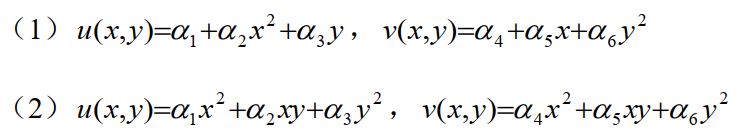 （1）u(x,y)=α₁+α₂x²+α₃y， v(x,y)=α₄+α₅x+α₆y²
（2）u(x,y)=α₁x²+α₂xy+α₃y²， v(x,y)=α₄x²+α₅xy+α₆y²